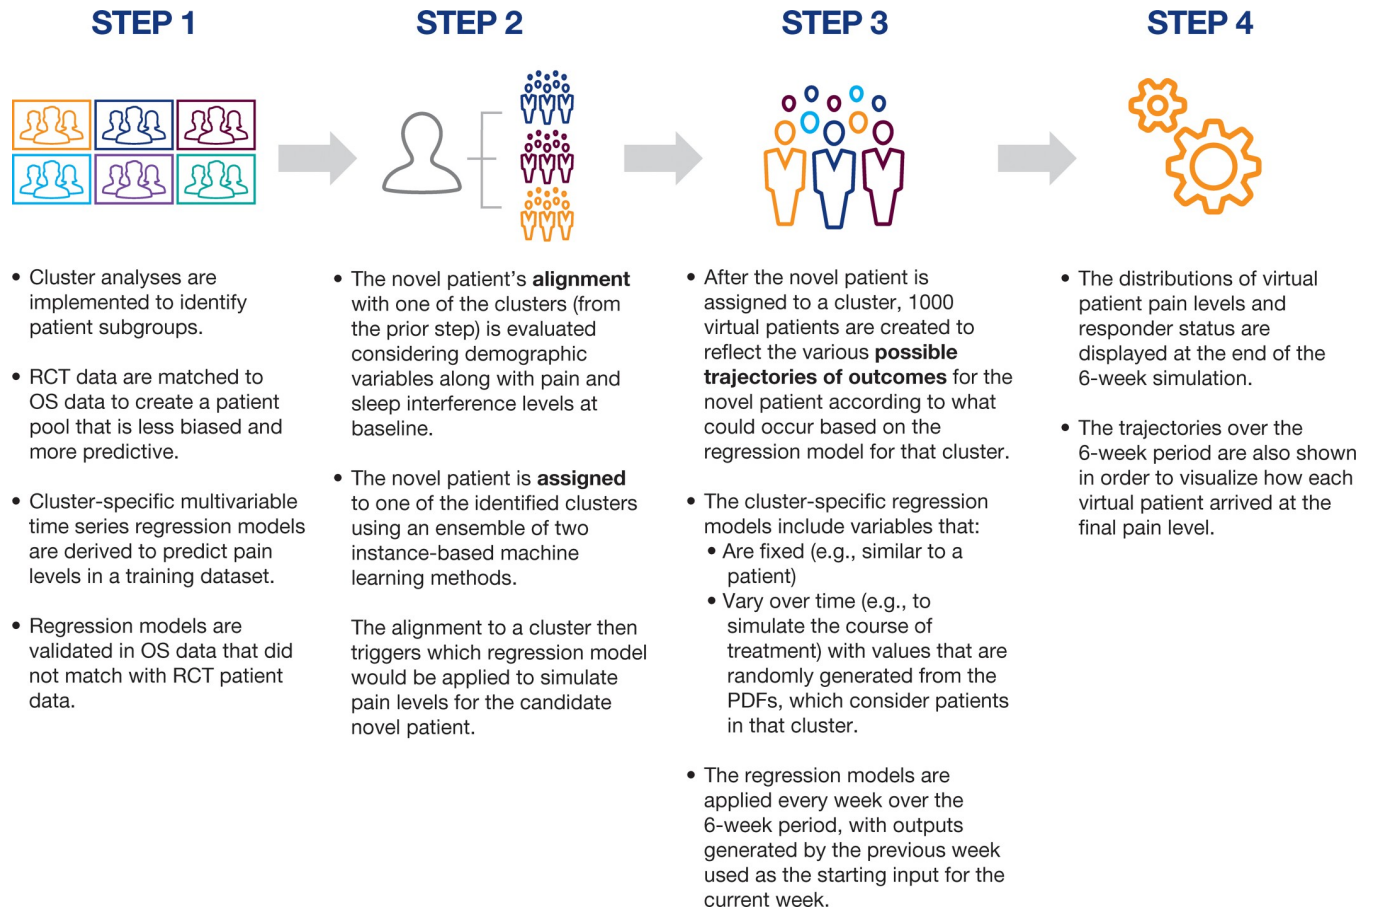 STEP 1
• Cluster analyses are
implemented to identify
patient subgroups.
• RCT data are matched to
OS data to create a patient
pool that is less biased and
more predictive.
• Cluster-specific multivariable
time series regression models
are derived to predict pain
levels in a training dataset.
• Regression models are
validated in OS data that did
not match with RCT patient
data.
STEP 2
• The novel patient's alignment
with one of the clusters (from
the prior step) is evaluated
considering demographic
variables along with pain and
sleep interference levels at
baseline.
• The novel patient is assigned
to one of the identified clusters
using an ensemble of two
instance-based machine
learning methods.
The alignment to a cluster then
triggers which regression model
would be applied to simulate
pain levels for the candidate
novel patient.
STEP 3
• After the novel patient is
assigned to a cluster, 1000
virtual patients are created to
reflect the various possible
trajectories of outcomes for the
novel patient according to what
could occur based on the
regression model for that cluster.
• The cluster-specific regression
models include variables that:
• Are fixed (e.g., similar to a
patient)
• Vary over time (e.g., to
simulate the course of
treatment) with values that are
randomly generated from the
PDFs, which consider patients
in that cluster.
• The regression models are
applied every week over the
6-week period, with outputs
generated by the previous week
used as the starting input for the
current week.
STEP 4
• The distributions of virtual
patient pain levels and
responder status are
displayed at the end of the
6-week simulation.
• The trajectories over the
6-week period are also shown
in order to visualize how each
virtual patient arrived at the
final pain level.